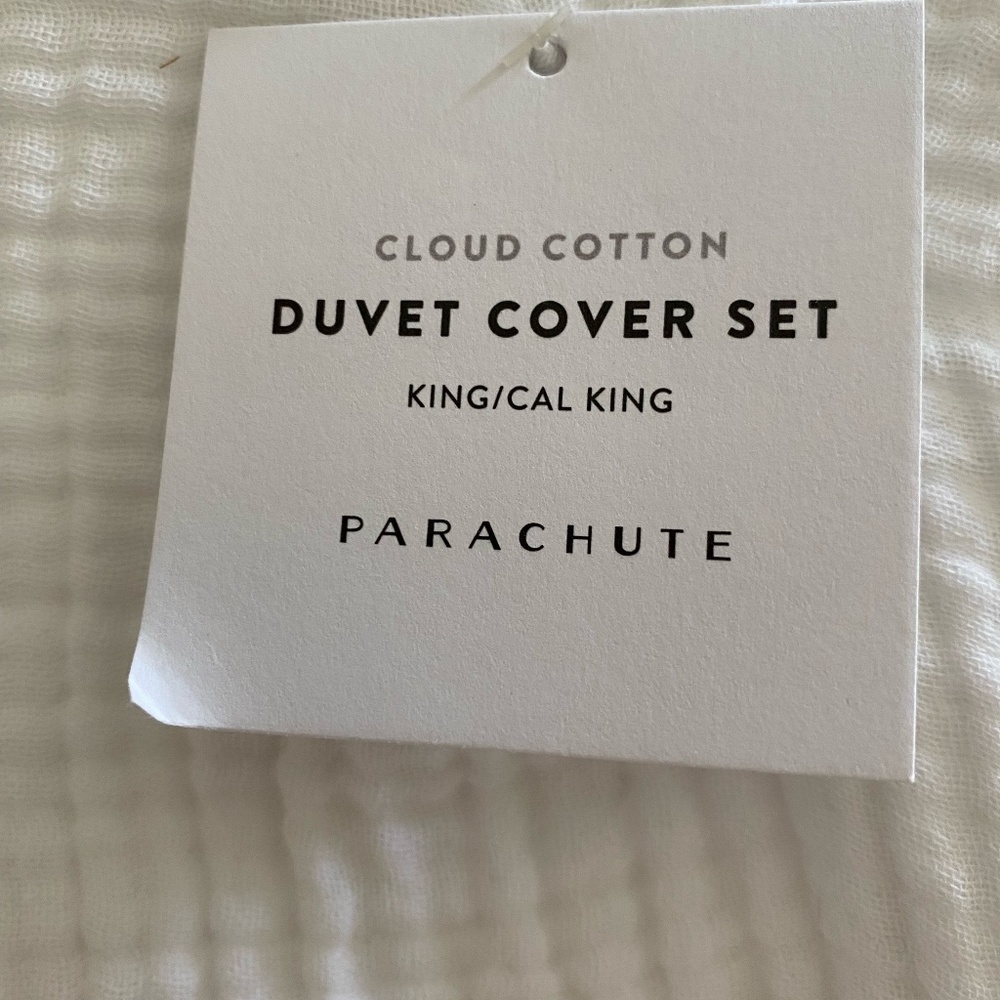 CLOUD COTTON
DUVET COVER SET
KING/CAL KING
PARACHUTE